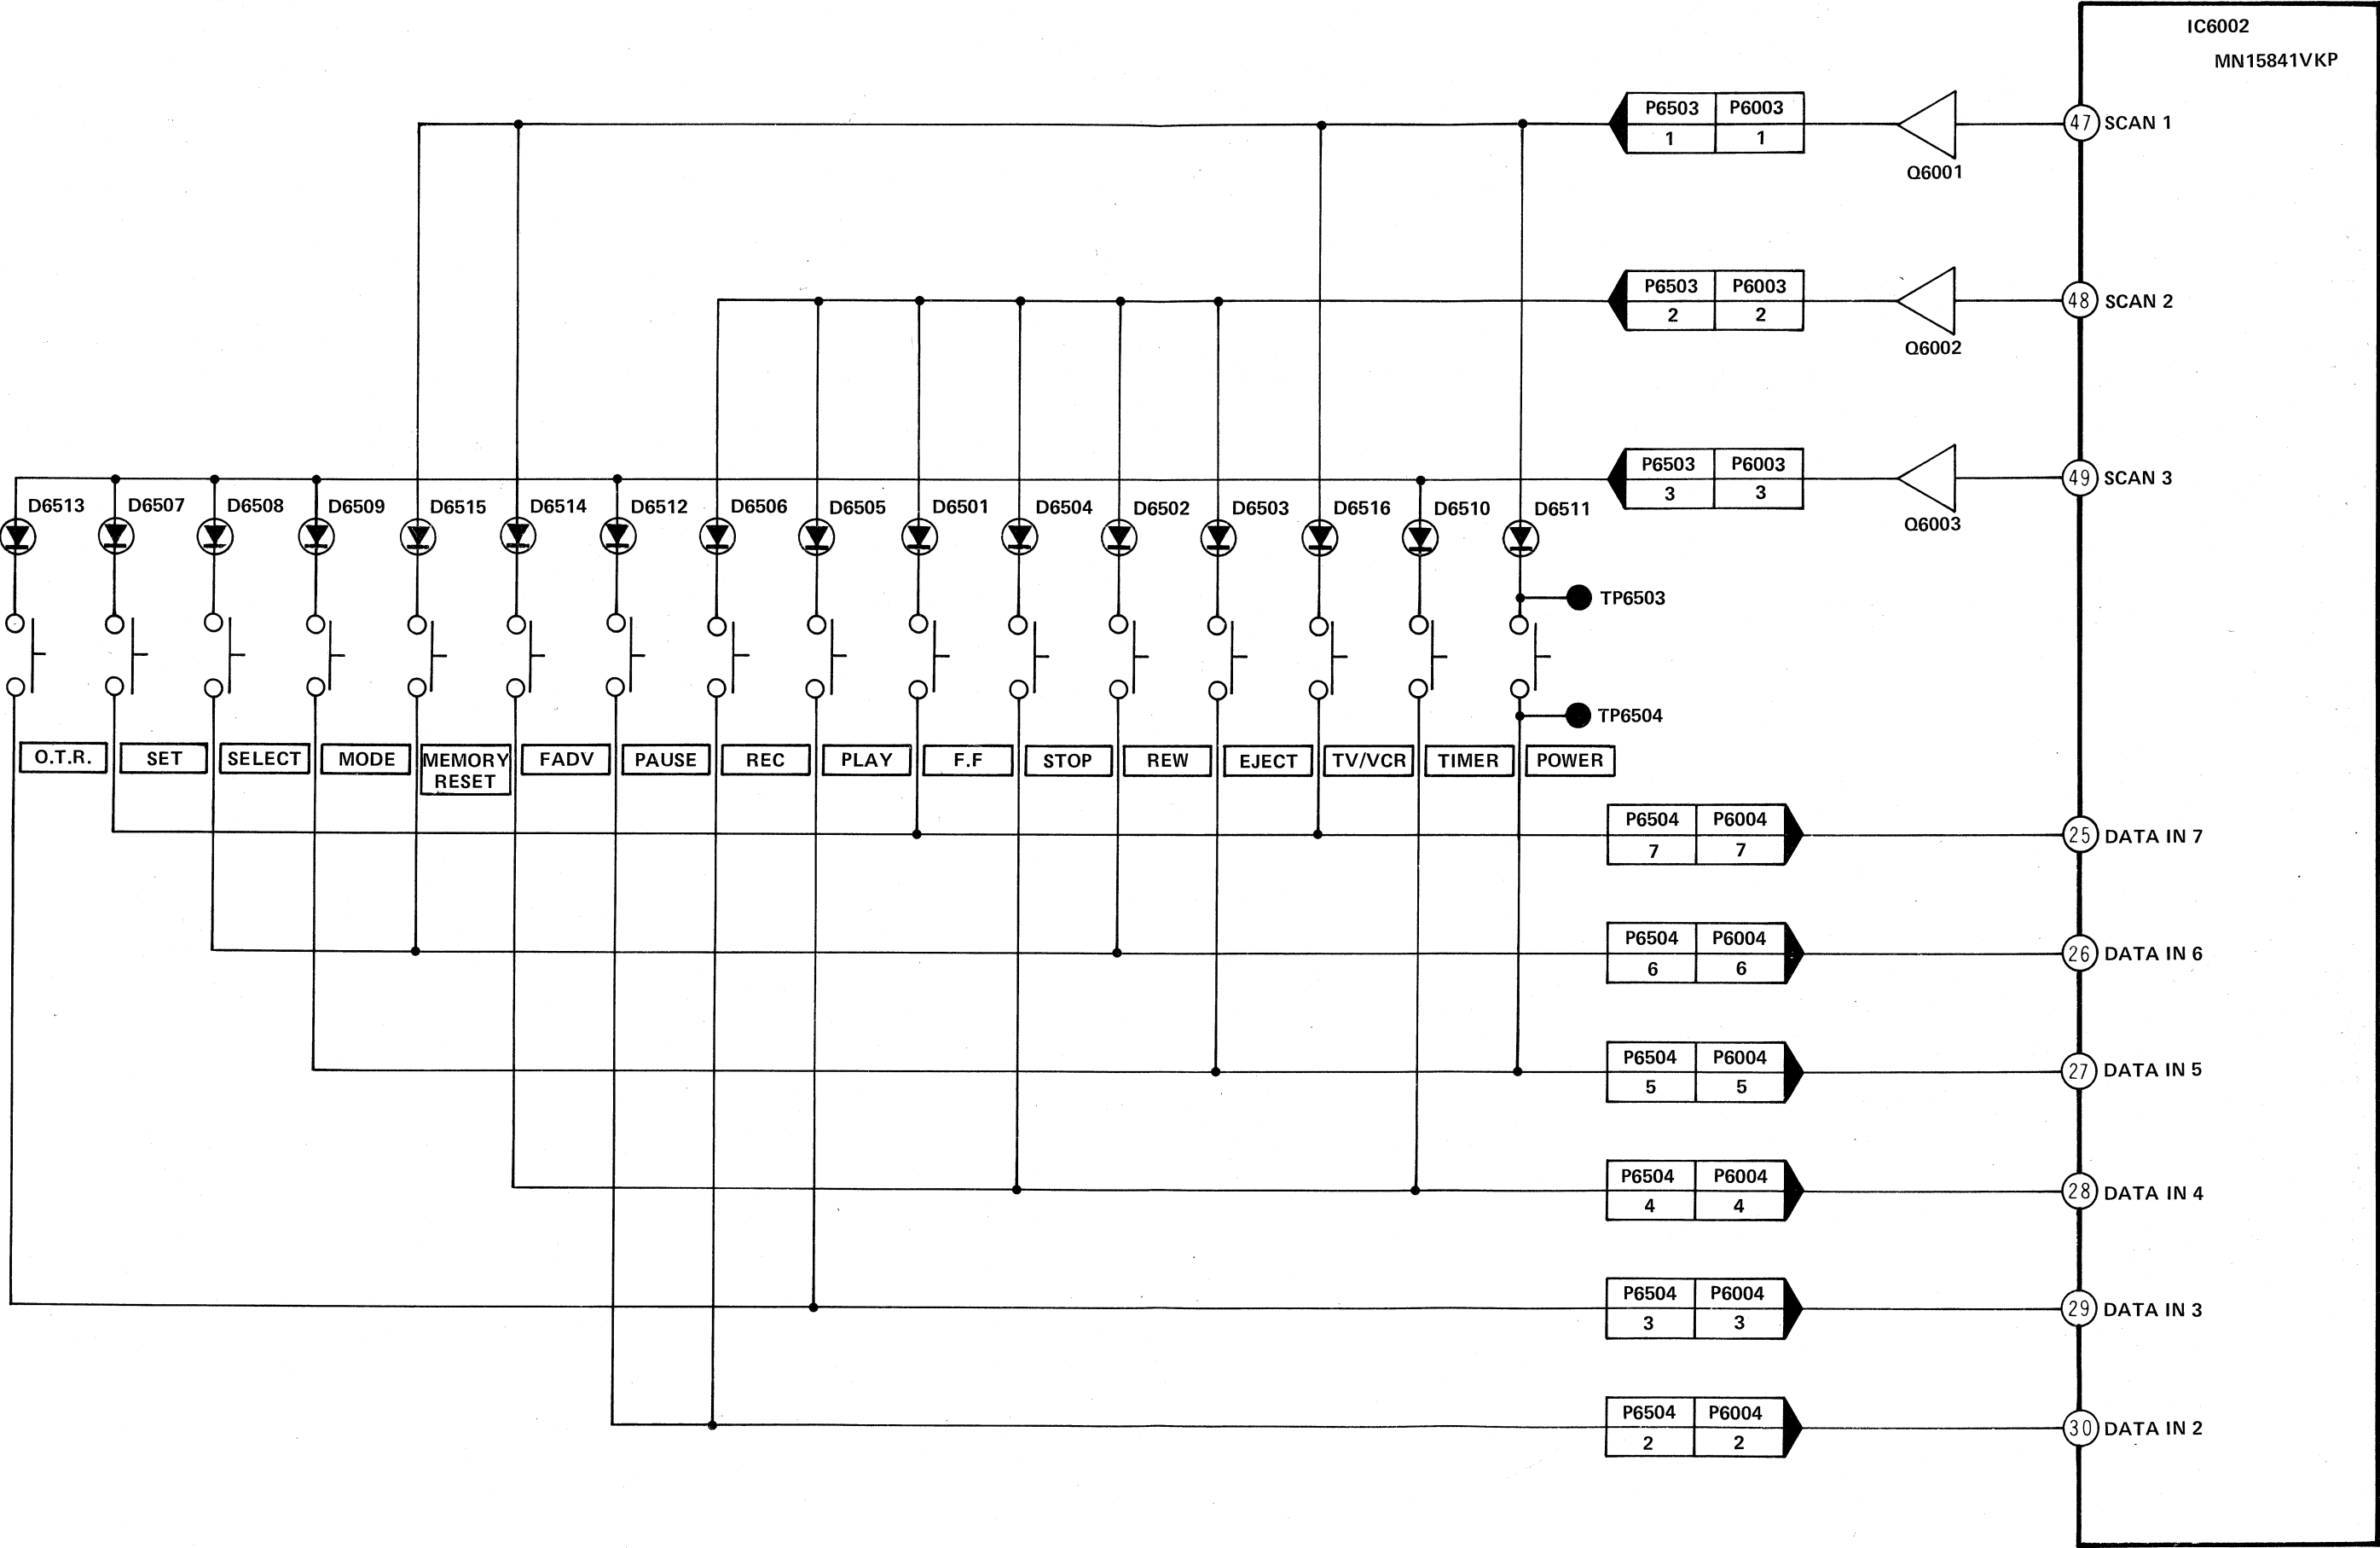 IC6002
MN15841VKP
P6503 P6003
1 1
Q6001
47 SCAN 1
P6503 P6003
2 2
Q6002
48 SCAN 2
P6503 P6003
3 3
Q6003
49 SCAN 3
D6513 D6507 D6508 D6509 D6515 D6514 D6512 D6506 D6505 D6501 D6504 D6502 D6503 D6516 D6510 D6511
TP6503
TP6504
O.T.R. SET SELECT MODE MEMORY FADV PAUSE REC PLAY F.F STOP REW EJECT TV/VCR TIMER POWER
RESET
P6504 P6004
7 7
25 DATA IN 7
P6504 P6004
6 6
26 DATA IN 6
P6504 P6004
5 5
27 DATA IN 5
P6504 P6004
4 4
28 DATA IN 4
P6504 P6004
3 3
29 DATA IN 3
P6504 P6004
2 2
30 DATA IN 2